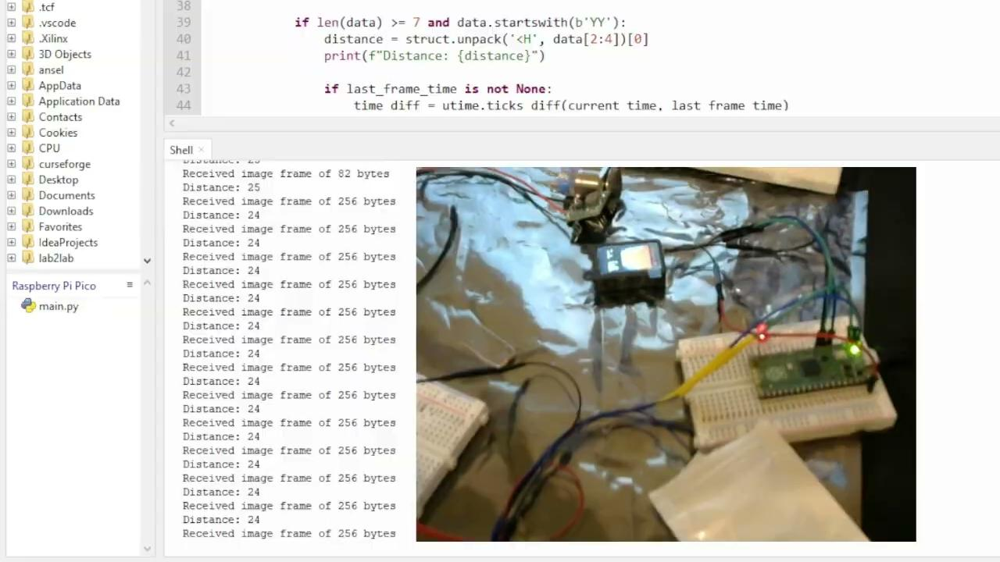 .tcf
.vscode
.Xilinx
3D Objects
ansel
AppData
Application Data
Contacts
Cookies
CPU
curseforge
Desktop
Documents
Downloads
Favorites
IdeaProjects
lab2lab
Raspberry Pi Pico
main.py
38
39 if len(data) >= 7 and data.startswith(b'YY'):
40 distance = struct.unpack('<H', data[2:4])[0]
41 print(f"Distance: {distance}")
42
43 if last_frame_time is not None:
44 time_diff = utime.ticks_diff(current_time, last_frame_time)
Shell
Distance: 25
Received image frame of 82 bytes
Distance: 25
Received image frame of 256 bytes
Distance: 24
Received image frame of 256 bytes
Distance: 24
Received image frame of 256 bytes
Distance: 24
Received image frame of 256 bytes
Distance: 24
Received image frame of 256 bytes
Distance: 24
Received image frame of 256 bytes
Distance: 24
Received image frame of 256 bytes
Distance: 24
Received image frame of 256 bytes
Distance: 24
Received image frame of 256 bytes
Distance: 24
Received image frame of 256 bytes
Distance: 24
Received image frame of 256 bytes
Distance: 24
Received image frame of 256 bytes
Distance: 24
Received image frame of 256 bytes